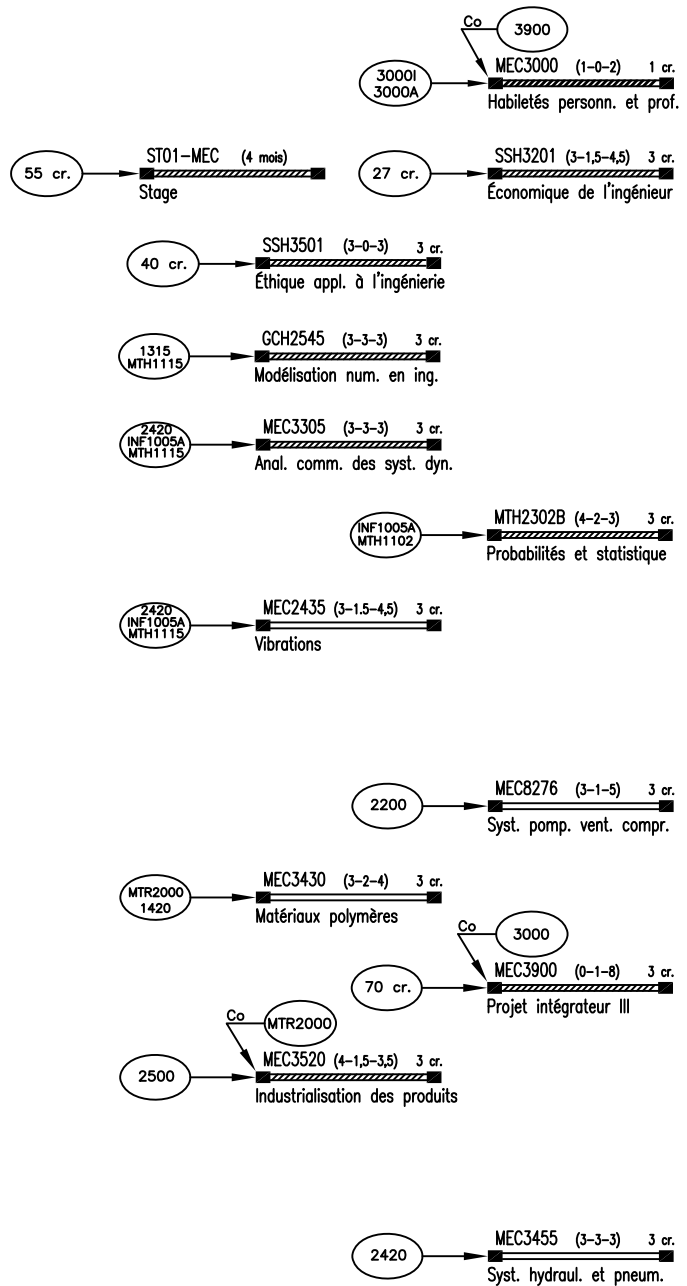 Co
3900
MEC3000 (1-0-2) 1 cr.
3000I
3000A
Habiletés personn. et prof.
ST01-MEC (4 mois)
55 cr.
Stage
SSH3201 (3-1,5-4,5) 3 cr.
27 cr.
Économique de l'ingénieur
SSH3501 (3-0-3) 3 cr.
40 cr.
Éthique appl. à l'ingénierie
GCH2545 (3-3-3) 3 cr.
1315
MTH1115
Modélisation num. en ing.
MEC3305 (3-3-3) 3 cr.
2420
INF1005A
MTH1115
Anal. comm. des syst. dyn.
MTH2302B (4-2-3) 3 cr.
INF1005A
MTH1102
Probabilités et statistique
MEC2435 (3-1.5-4,5) 3 cr.
2420
INF1005A
MTH1115
Vibrations
MEC8276 (3-1-5) 3 cr.
2200
Syst. pomp. vent. compr.
MEC3430 (3-2-4) 3 cr.
MTR2000
1420
Matériaux polymères
Co
3000
MEC3900 (0-1-8) 3 cr.
70 cr.
Projet intégrateur III
Co
MTR2000
MEC3520 (4-1,5-3,5) 3 cr.
2500
Industrialisation des produits
MEC3455 (3-3-3) 3 cr.
2420
Syst. hydraul. et pneum.